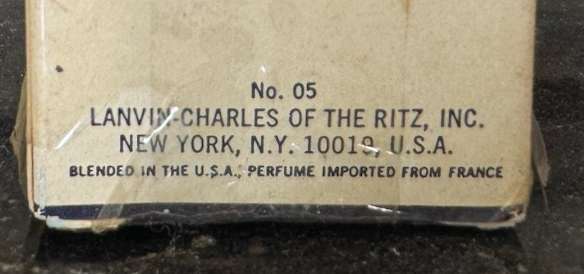 No. 05
LANVIN-CHARLES OF THE RITZ, INC.
NEW YORK, N.Y. 10019, U.S.A.
BLENDED IN THE U.S.A., PERFUME IMPORTED FROM FRANCE